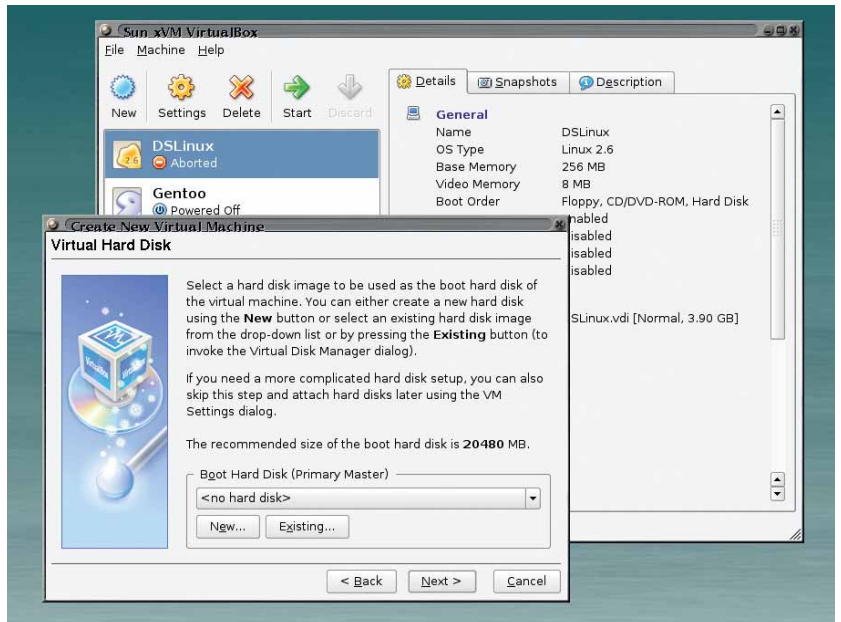 Sun xVM VirtualBox
File Machine Help
New Settings Delete Start Discard
Details Snapshots Description
DSLinux
2.6
Aborted
Gentoo
Powered Off
General
Name DSLinux
OS Type Linux 2.6
Base Memory 256 MB
Video Memory 8 MB
Boot Order Floppy, CD/DVD-ROM, Hard Disk
nabled
isabled
isabled
isabled
SLinux.vdi [Normal, 3.90 GB]
Create New Virtual Machine
Virtual Hard Disk
Select a hard disk image to be used as the boot hard disk of
the virtual machine. You can either create a new hard disk
using the New button or select an existing hard disk image
from the drop-down list or by pressing the Existing button (to
invoke the Virtual Disk Manager dialog).
If you need a more complicated hard disk setup, you can also
skip this step and attach hard disks later using the VM
Settings dialog.
The recommended size of the boot hard disk is 20480 MB.
Boot Hard Disk (Primary Master)
<no hard disk>
New... Existing...
< Back Next > Cancel
VirtualBox